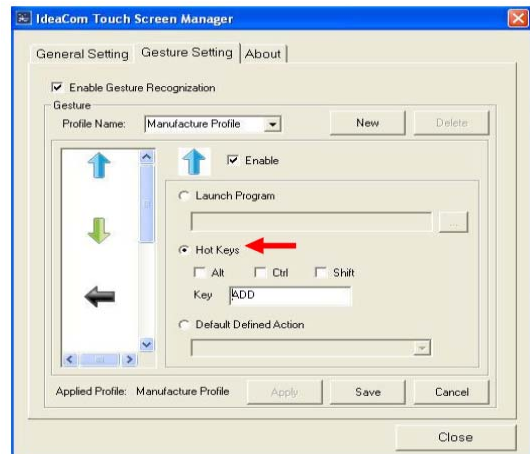 IdeaCom Touch Screen Manager
General Setting Gesture Setting About
Enable Gesture Recognization
Gesture
Profile Name: Manufacture Profile New Delete
Enable
Launch Program
...
Hot Keys
Alt Ctrl Shift
Key ADD
Default Defined Action
Applied Profile: Manufacture Profile Apply Save Cancel
Close